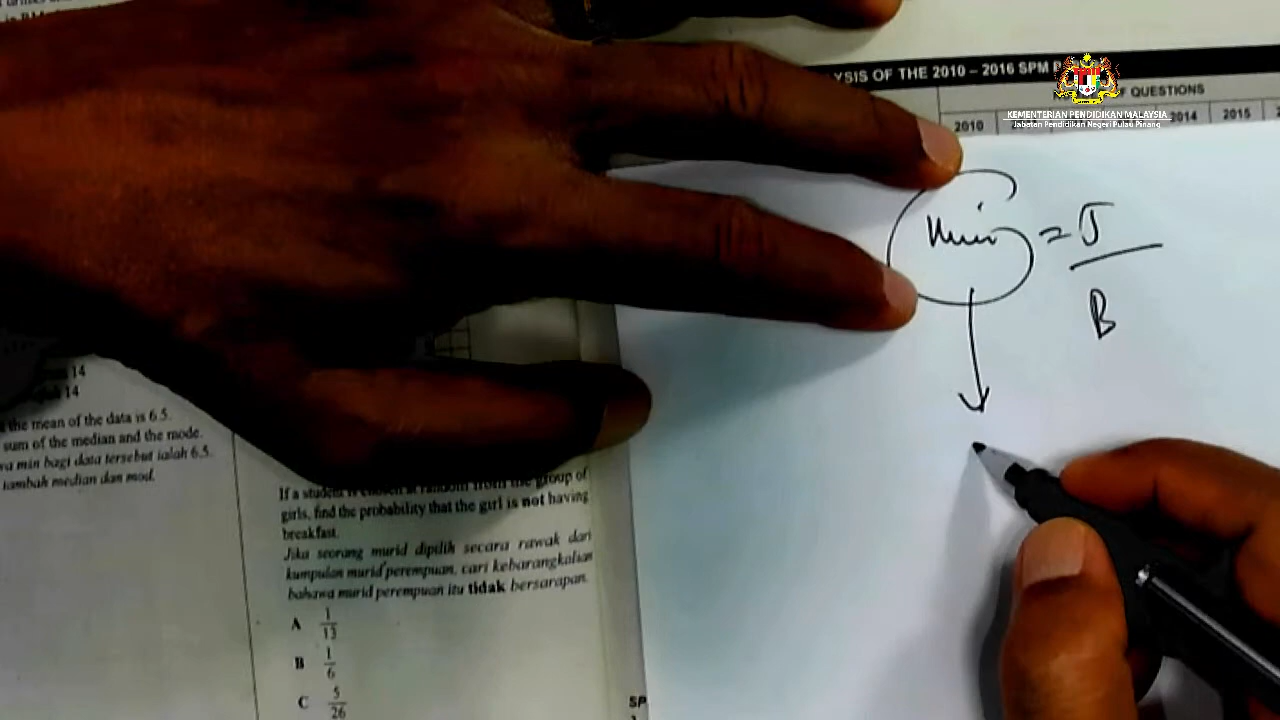 YSIS OF THE 2010 – 2016 SPM
F QUESTIONS
2010 2014 2015
KEMENTERIAN PENDIDIKAN MALAYSIA
Jabatan Pendidikan Negeri Pulau Pinang
min = J
B
14
14
the mean of the data is 6.5.
sum of the median and the mode.
wa min bagi data tersebut ialah 6.5.
tambah median dan mod.
If a student is chosen at random from the group of
girls, find the probability that the girl is not having
breakfast.
Jika seorang murid dipilih secara rawak dari
kumpulan murid perempuan, cari kebarangkalian
bahawa murid perempuan itu tidak bersarapan.
A 1/13
B 1/6
C 5/26
SP